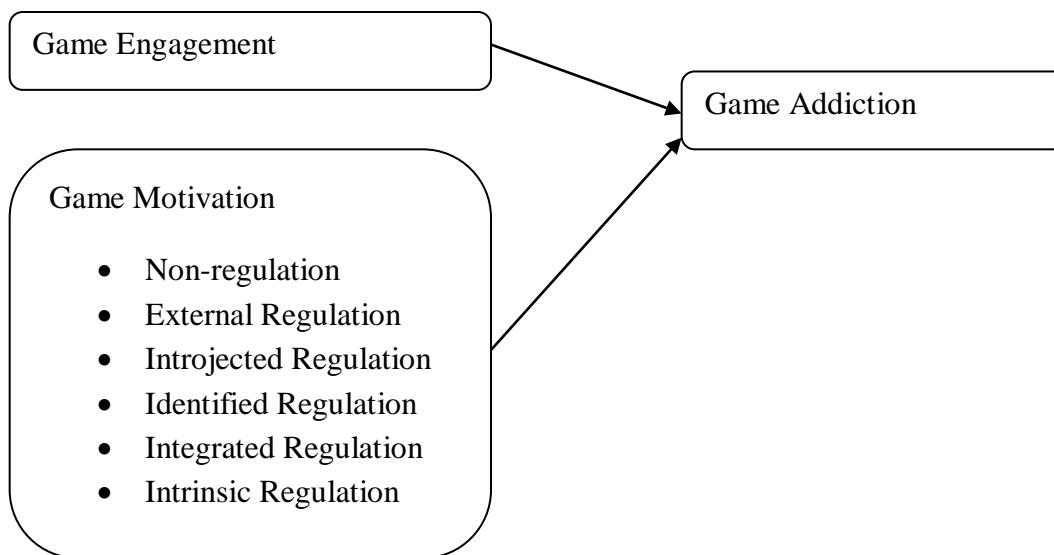 Game Engagement
Game Addiction
Game Motivation
• Non-regulation
• External Regulation
• Introjected Regulation
• Identified Regulation
• Integrated Regulation
• Intrinsic Regulation